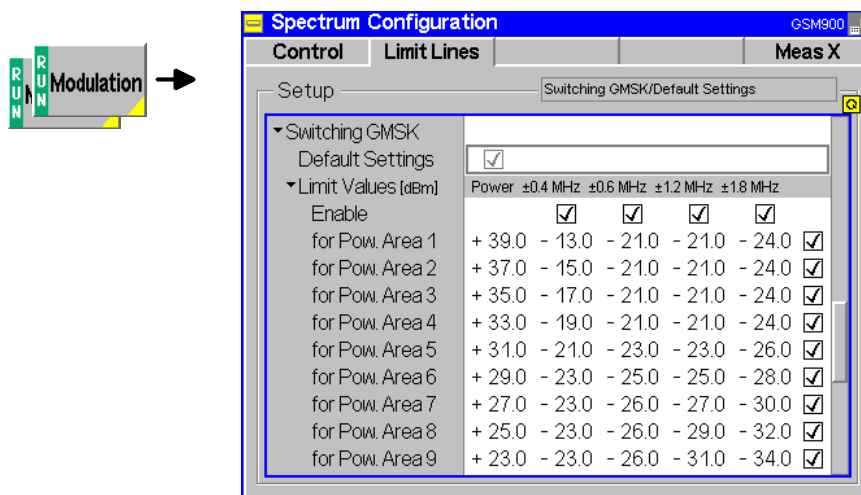 Spectrum Configuration GSM900
Control Limit Lines Meas X
RUN
RUN Modulation
Setup Switching GMSK/Default Settings
Switching GMSK
Default Settings
Limit Values [dBm] Power ±0.4 MHz ±0.6 MHz ±1.2 MHz ±1.8 MHz
Enable
for Pow. Area 1 + 39.0 - 13.0 - 21.0 - 21.0 - 24.0
for Pow. Area 2 + 37.0 - 15.0 - 21.0 - 21.0 - 24.0
for Pow. Area 3 + 35.0 - 17.0 - 21.0 - 21.0 - 24.0
for Pow. Area 4 + 33.0 - 19.0 - 21.0 - 21.0 - 24.0
for Pow. Area 5 + 31.0 - 21.0 - 23.0 - 23.0 - 26.0
for Pow. Area 6 + 29.0 - 23.0 - 25.0 - 25.0 - 28.0
for Pow. Area 7 + 27.0 - 23.0 - 26.0 - 27.0 - 30.0
for Pow. Area 8 + 25.0 - 23.0 - 26.0 - 29.0 - 32.0
for Pow. Area 9 + 23.0 - 23.0 - 26.0 - 31.0 - 34.0